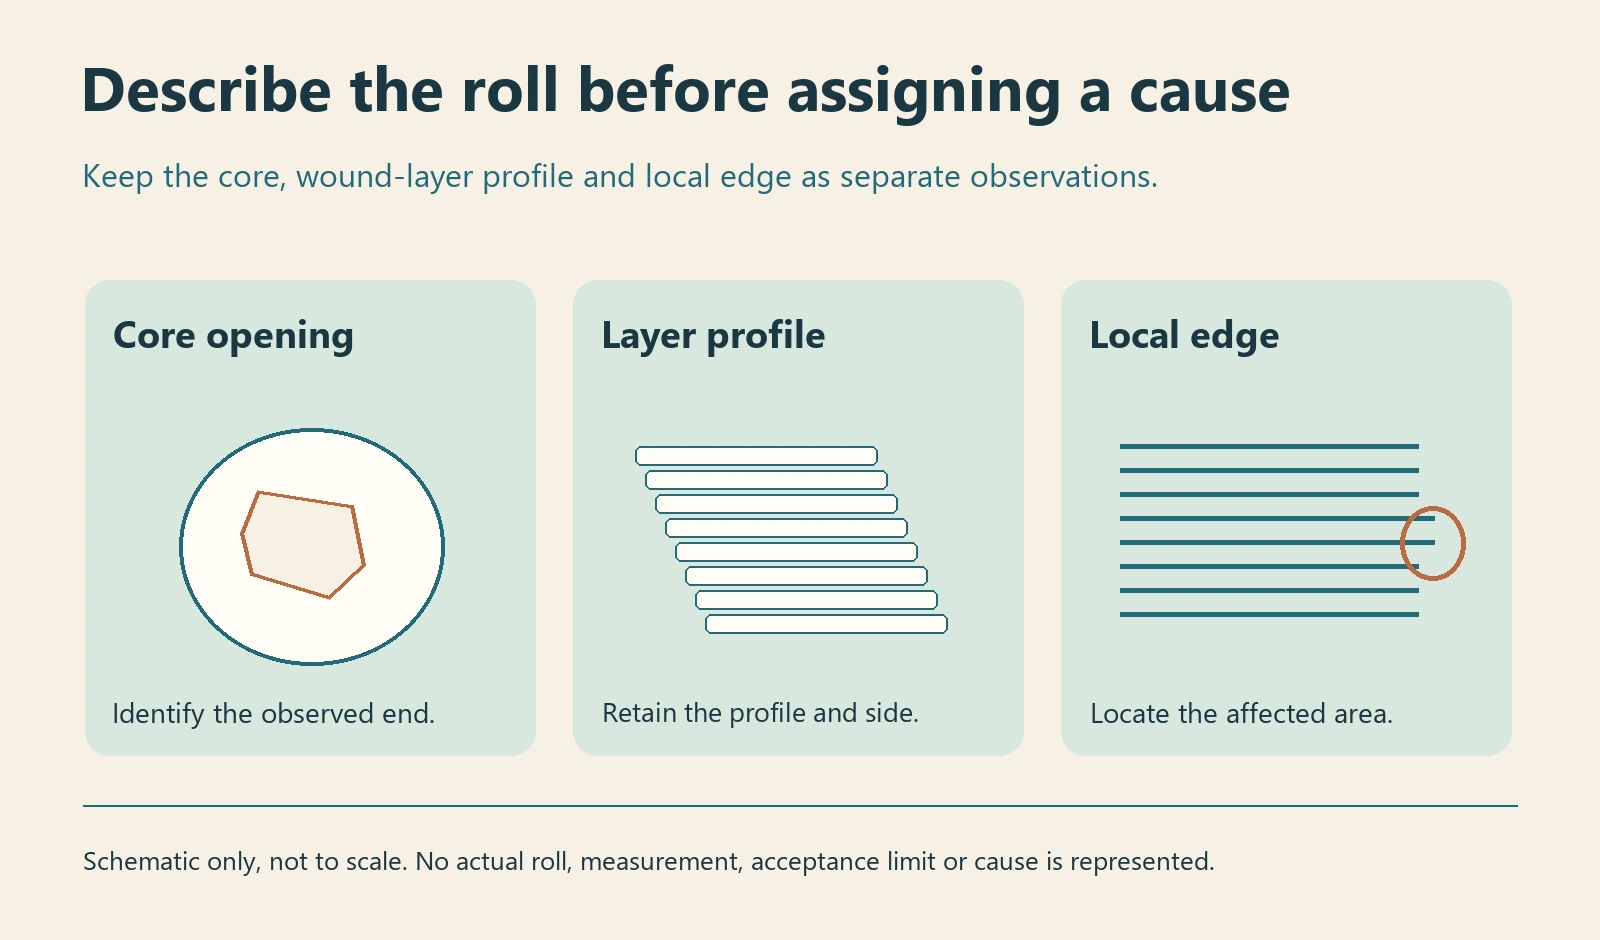 Describe the roll before assigning a cause
Keep the core, wound-layer profile and local edge as separate observations.
Core opening
Identify the observed end.
Layer profile
Retain the profile and side.
Local edge
Locate the affected area.
Schematic only, not to scale. No actual roll, measurement, acceptance limit or cause is represented.